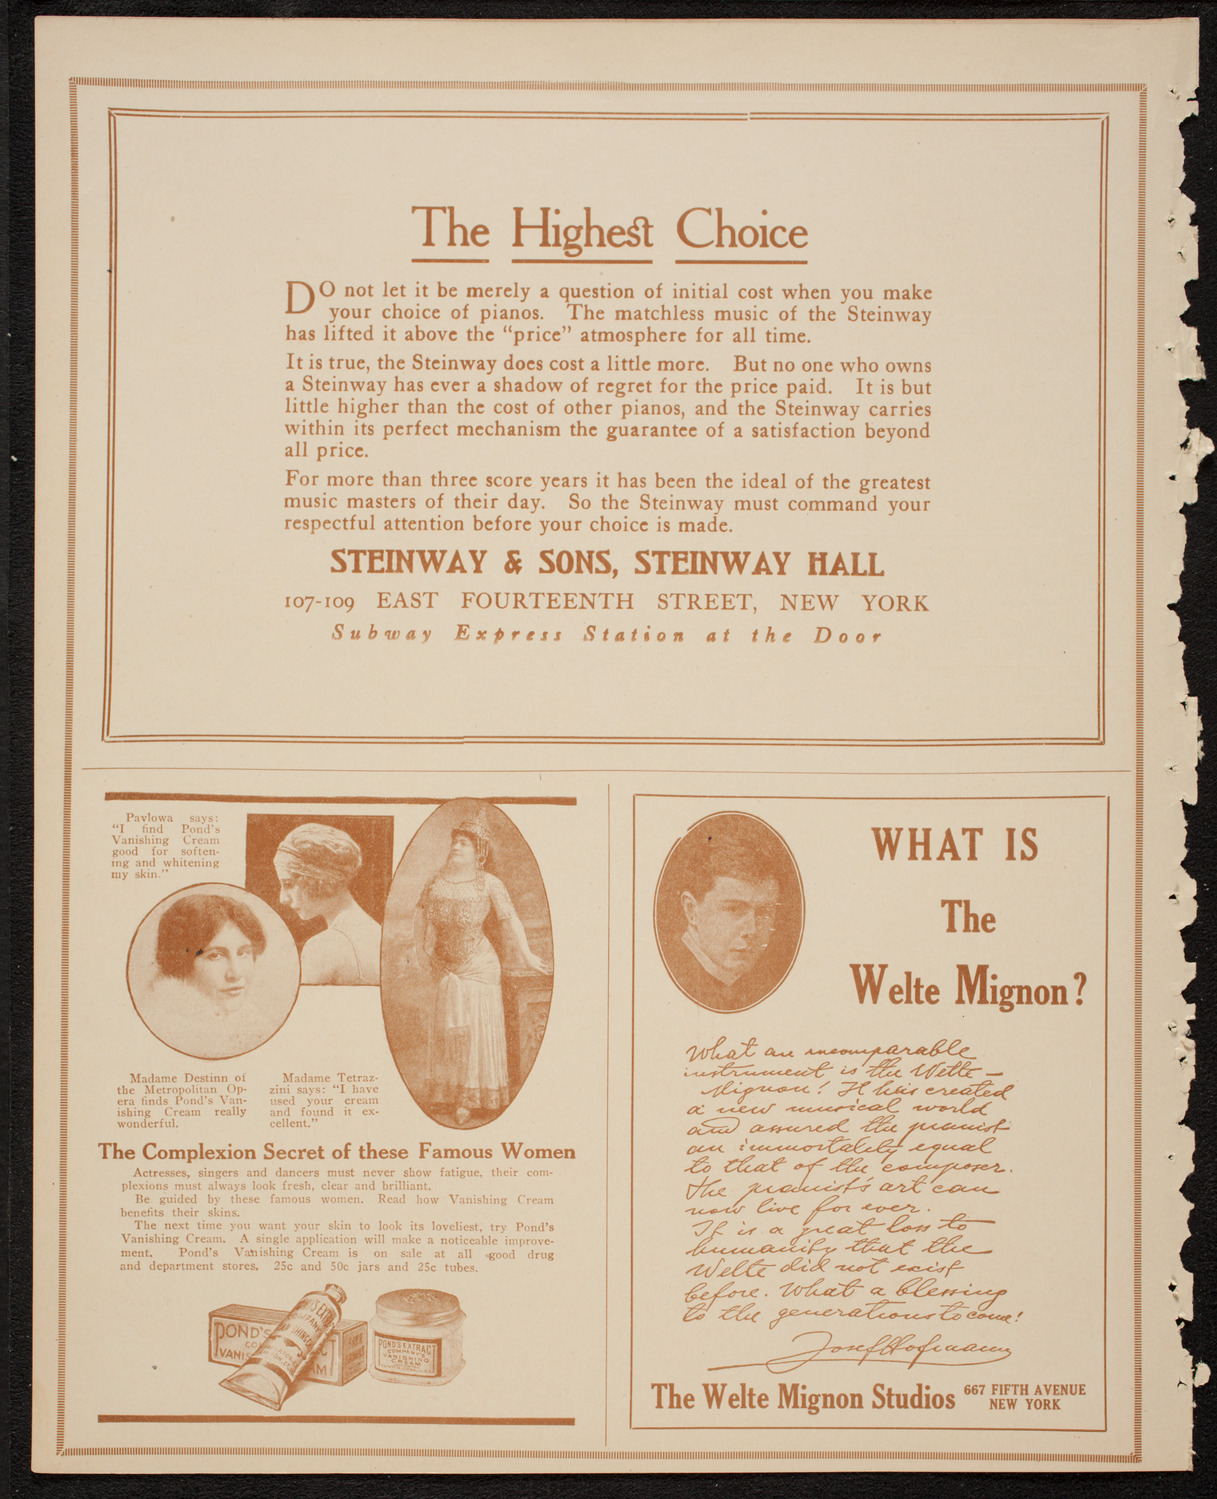 The Highest Choice
DO not let it be merely a question of initial cost when you make
your choice of pianos. The matchless music of the Steinway
has lifted it above the "price" atmosphere for all time.
It is true, the Steinway does cost a little more. But no one who owns
a Steinway has ever a shadow of regret for the price paid. It is but
little higher than the cost of other pianos, and the Steinway carries
within its perfect mechanism the guarantee of a satisfaction beyond
all price.
For more than three score years it has been the ideal of the greatest
music masters of their day. So the Steinway must command your
respectful attention before your choice is made.
STEINWAY & SONS, STEINWAY HALL
107-109 EAST FOURTEENTH STREET, NEW YORK
Subway Express Station at the Door
Pavlowa says:
"I find Pond's
Vanishing Cream
good for soften-
ing and whitening
my skin."
Madame Destinn of
the Metropolitan Op-
era finds Pond's Van-
ishing Cream really
wonderful.
Madame Tetraz-
zini says: "I have
used your cream
and found it ex-
cellent."
The Complexion Secret of these Famous Women
Actresses, singers and dancers must never show fatigue, their com-
plexions must always look fresh, clear and brilliant.
Be guided by these famous women. Read how Vanishing Cream
benefits their skins.
The next time you want your skin to look its loveliest, try Pond's
Vanishing Cream. A single application will make a noticeable improve-
ment. Pond's Vanishing Cream is on sale at all good drug
and department stores, 25c and 50c jars and 25c tubes.
POND'S
VANIS
AM
POND'S EXTRACT
COMPANY'S
VANISHING
CREAM
WHAT IS
The
Welte Mignon?
What an incomparable
instrument is the Welte-
Mignon! It has created
a new musical world
and assured the pianist
an immortality equal
to that of the composer.
The pianist's art can
now live for ever.
It is a great loss to
humanity that the
Welte did not exist
before. What a blessing
to the generations to come!
Josef Hofmann
The Welte Mignon Studios 667 FIFTH AVENUE
NEW YORK